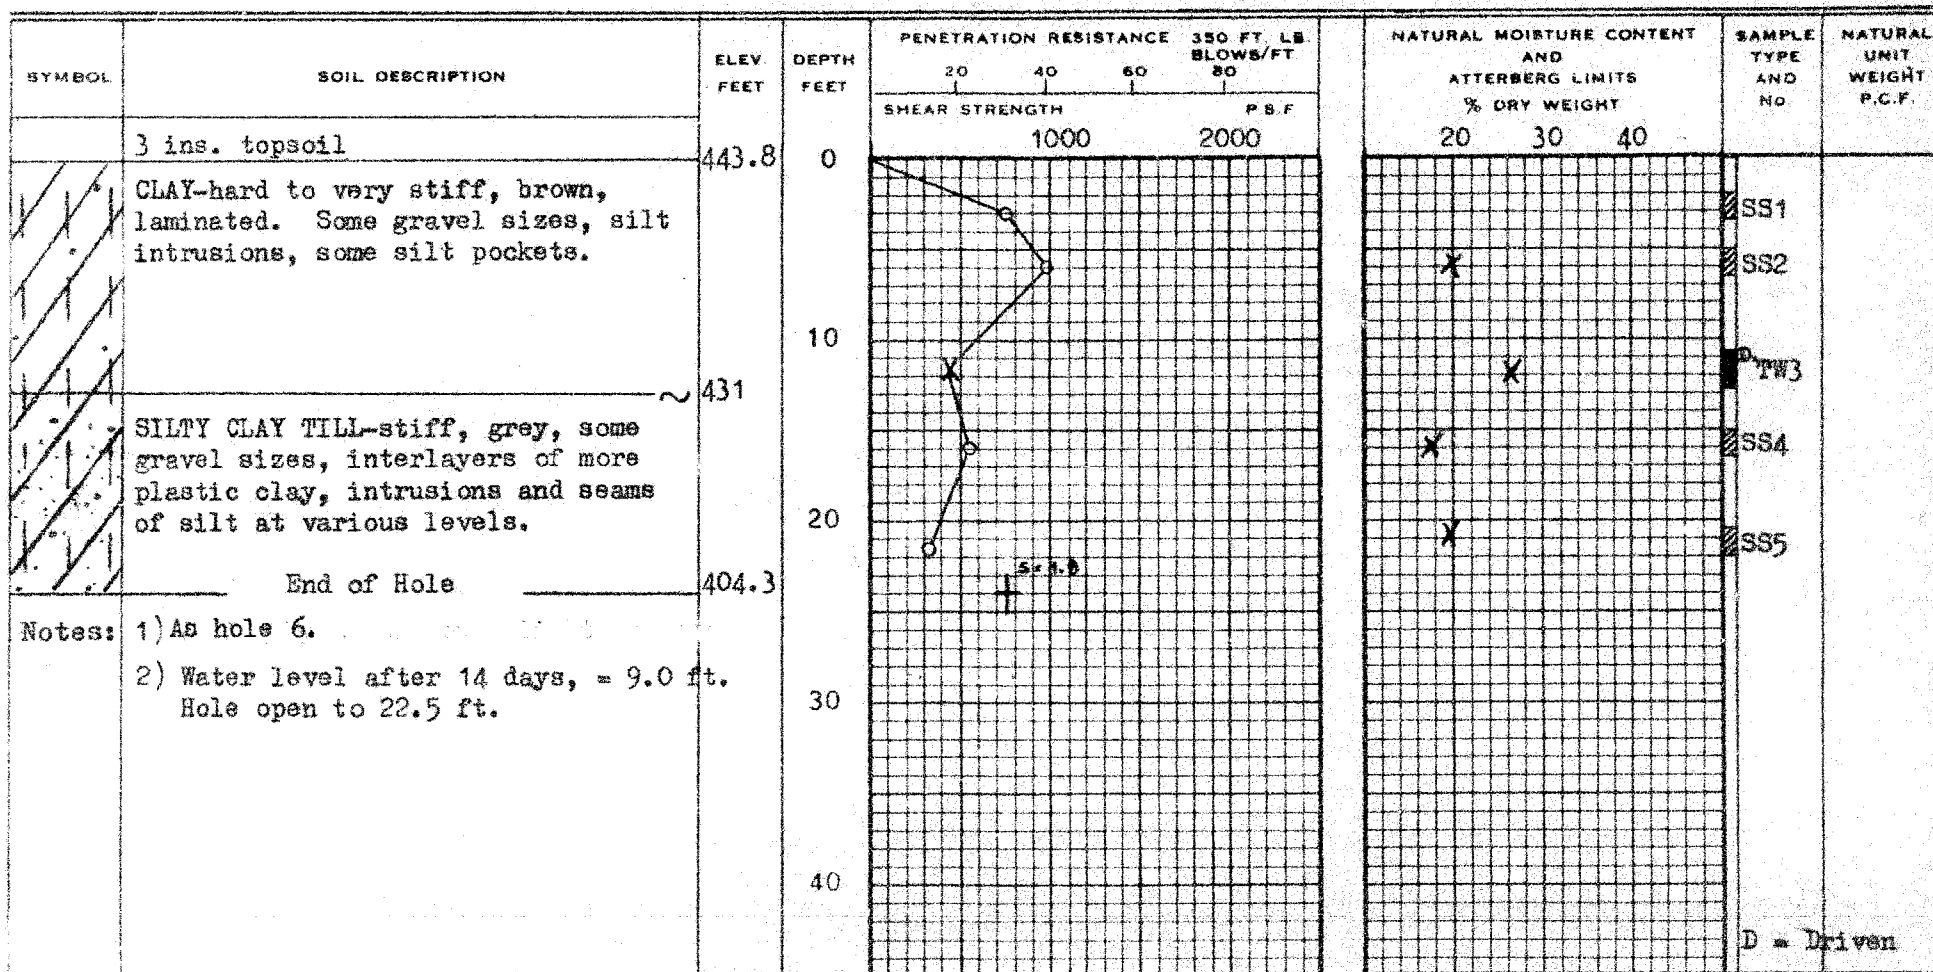 SYMBOL
SOIL DESCRIPTION
ELEV. FEET
DEPTH FEET
PENETRATION RESISTANCE 350 FT. LB. BLOWS/FT
20 40 60 80
SHEAR STRENGTH P.S.F
1000 2000
NATURAL MOISTURE CONTENT
AND
ATTERBERG LIMITS
% DRY WEIGHT
20 30 40
SAMPLE
TYPE
AND
No
NATURAL
UNIT
WEIGHT
P.C.F.
3 ins. topsoil
443.8
0
CLAY-hard to very stiff, brown,
laminated. Some gravel sizes, silt
intrusions, some silt pockets.
SS1
SS2
10
D.
TW3
~ 431
SILTY CLAY TILL-stiff, grey, some
gravel sizes, interlayers of more
plastic clay, intrusions and seams
of silt at various levels.
SS4
20
SS5
S = 1.8
End of Hole
404.3
Notes: 1) As hole 6.
2) Water level after 14 days, = 9.0 ft.
Hole open to 22.5 ft.
30
40
D = Driven